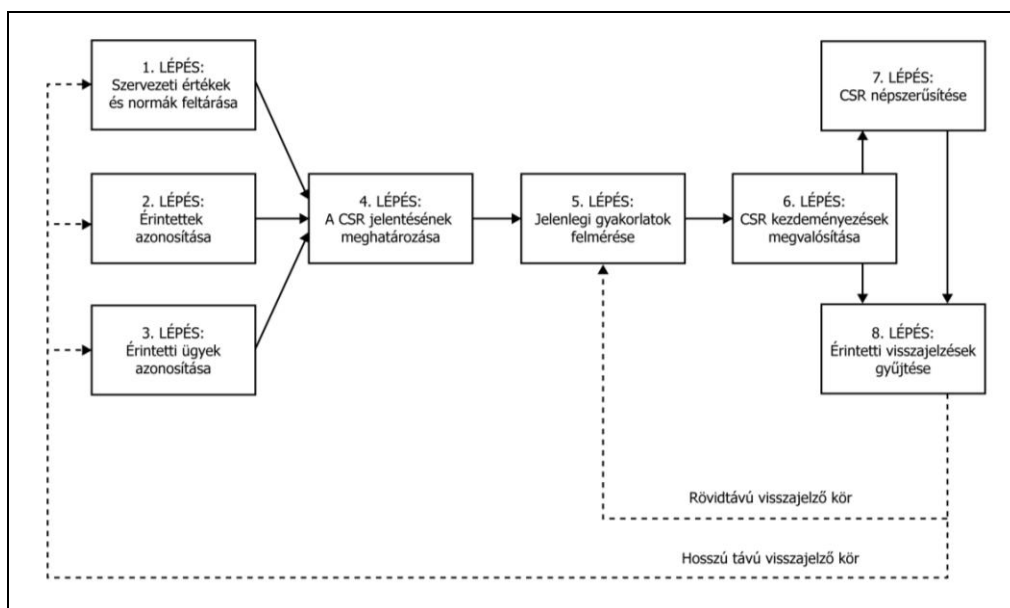 1. LÉPÉS:
Szervezeti értékek
és normák feltárása
2. LÉPÉS:
Érintettek
azonosítása
3. LÉPÉS:
Érintetti ügyek
azonosítása
4. LÉPÉS:
A CSR jelentésének
meghatározása
5. LÉPÉS:
Jelenlegi gyakorlatok
felmérése
6. LÉPÉS:
CSR kezdeményezések
megvalósítása
7. LÉPÉS:
CSR népszerűsítése
8. LÉPÉS:
Érintetti visszajelzések
gyűjtése
Rövidtávú visszajelző kör
Hosszú távú visszajelző kör